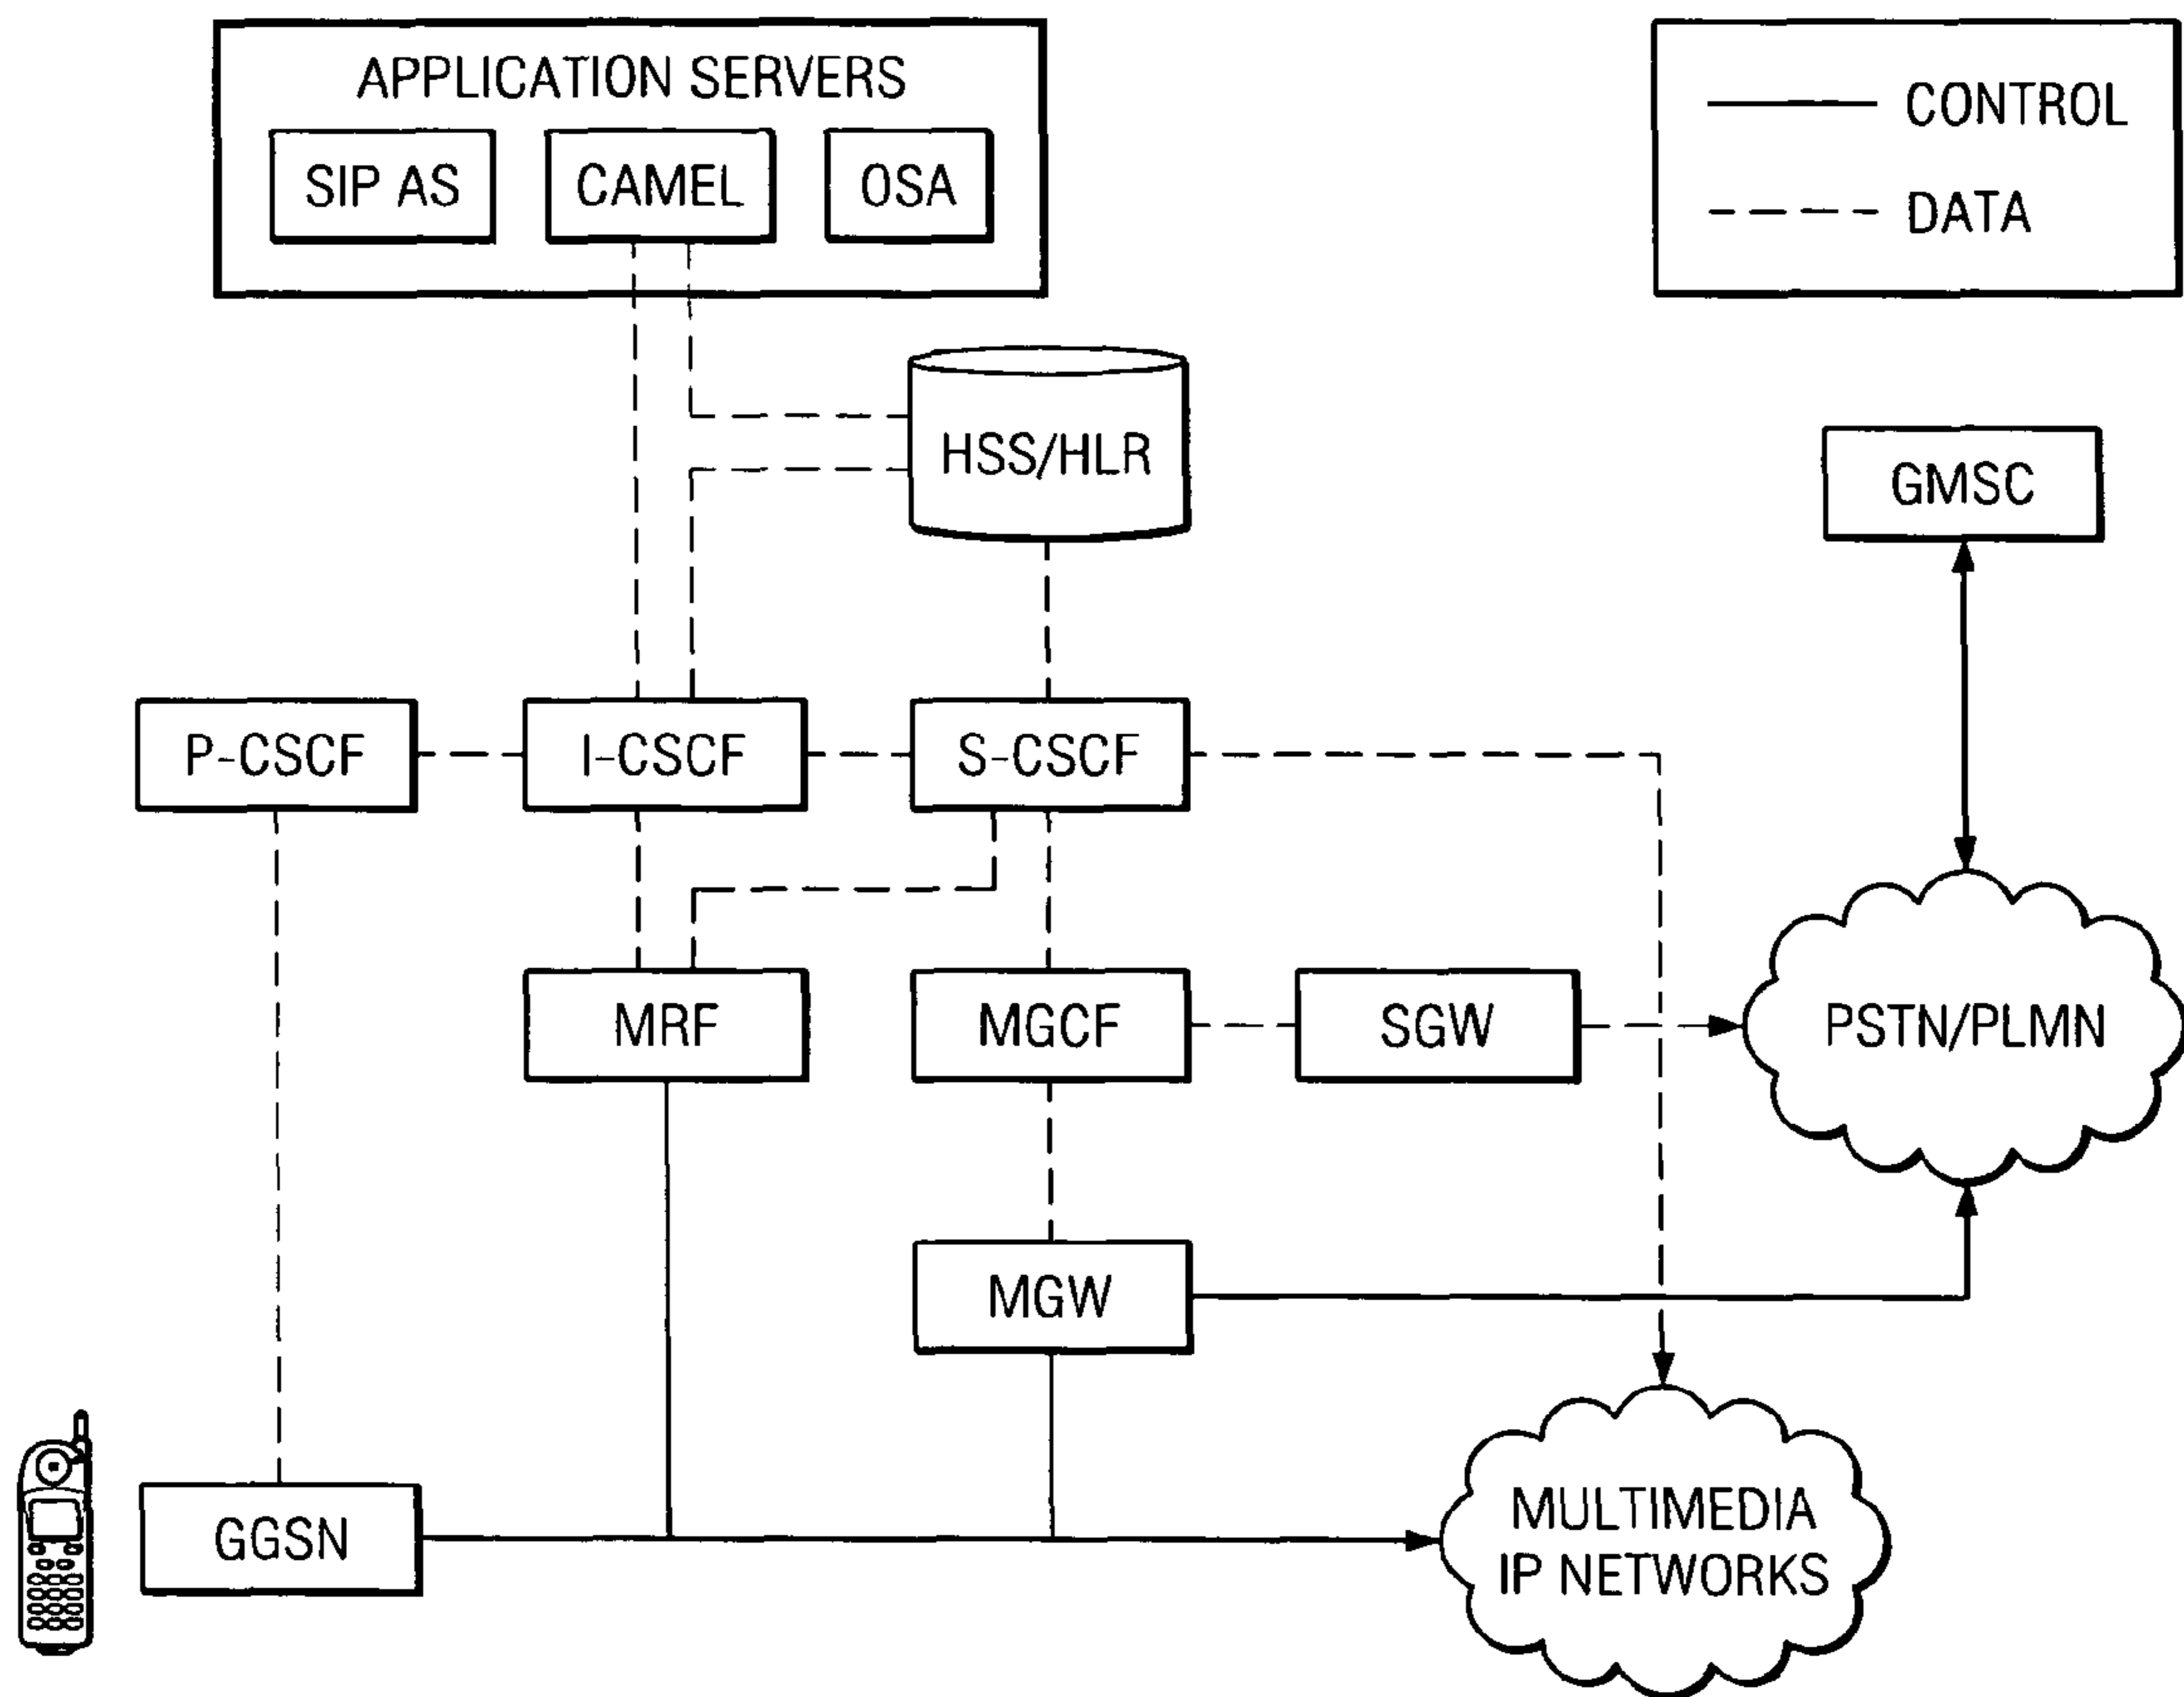 APPLICATION SERVERS
SIP AS
CAMEL
OSA
CONTROL
DATA
HSS/HLR
GMSC
P-CSCF
I-CSCF
S-CSCF
MRF
MGCF
SGW
PSTN/PLMN
MGW
GGSN
MULTIMEDIA
IP NETWORKS